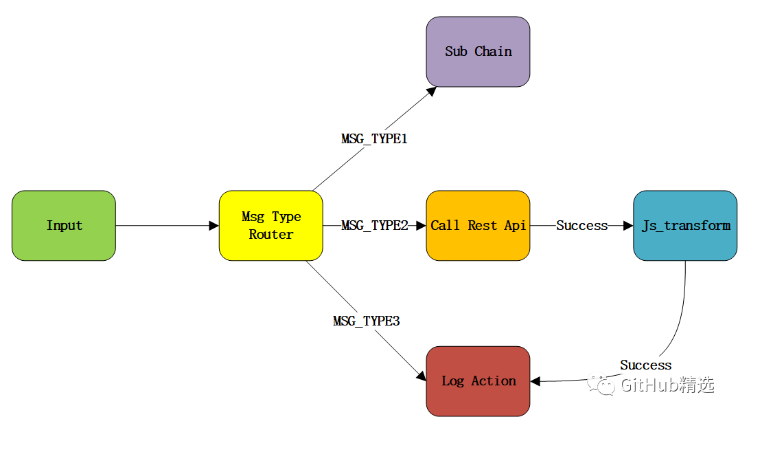 Sub Chain
MSG_TYPE1
Input
Msg Type
Router
MSG_TYPE2
Call Rest Api
Success
Js_transform
MSG_TYPE3
Success
Log Action
GitHub精选